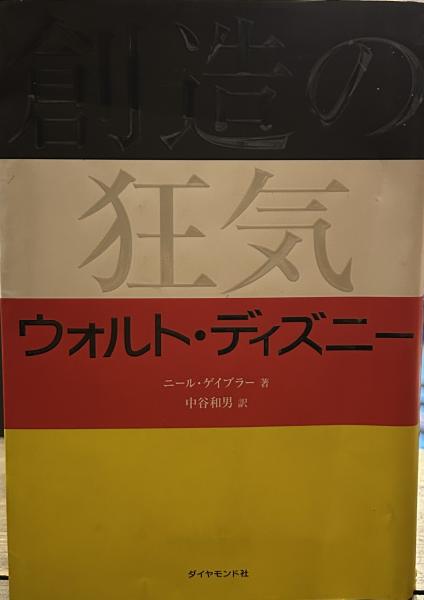 創造の
狂気
ウォルト・ディズニー
ニール・ゲイブラー 著
中谷和男 訳
ダイヤモンド社